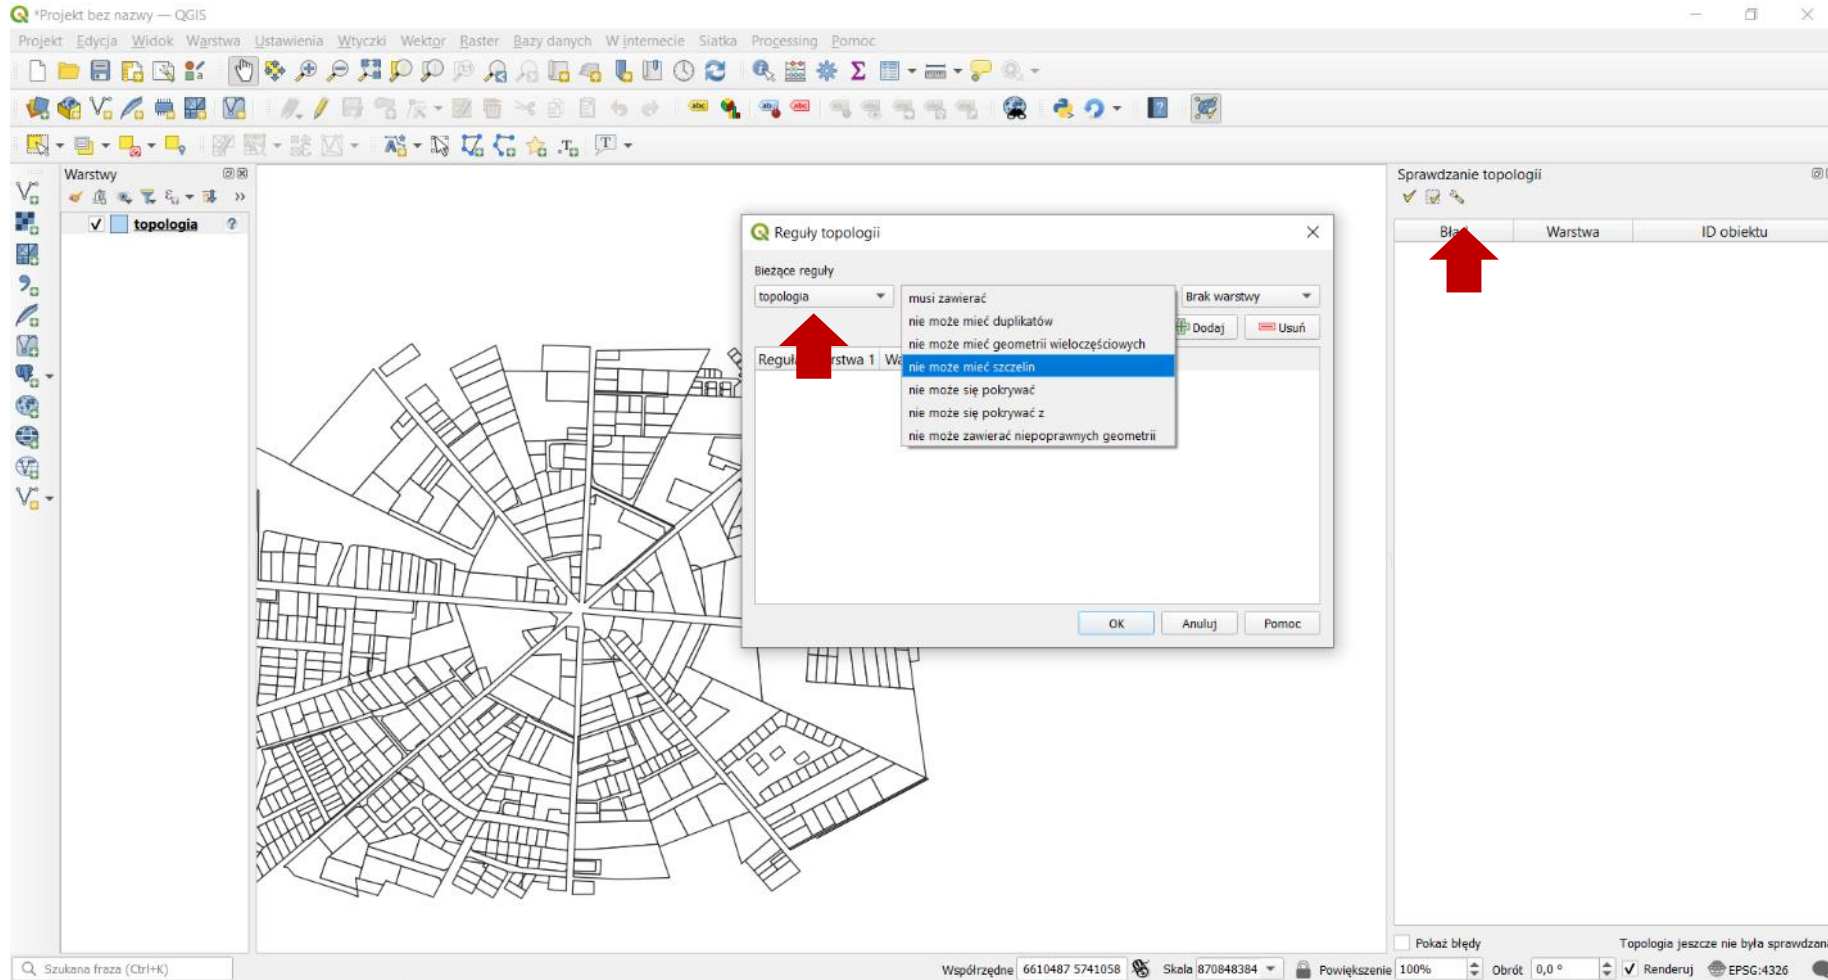 *Projekt bez nazwy — QGIS
Projekt Edycja Widok Warstwa Ustawienia Wtyczki Wektor Raster Bazy danych W internecie Siatka Processing Pomoc
Warstwy
topologia
Sprawdzanie topologii
Warstwa ID obiektu
Reguły topologii
Bieżące reguły
topologia
musi zawierać
nie może mieć duplikatów
nie może mieć geometrii wieloczęściowych
nie może mieć szczelin
nie może się pokrywać
nie może się pokrywać z
nie może zawierać niepoprawnych geometrii
Brak warstwy
Dodaj Usuń
OK Anuluj Pomoc
Pokaż błędy Topologia jeszcze nie była
Szukana fraza (Ctrl+K) Współrzędne 6610487 5741058 Skala 870848384 Powiększenie 100% Obrót 0,0 ° Renderuj EPSG:4326